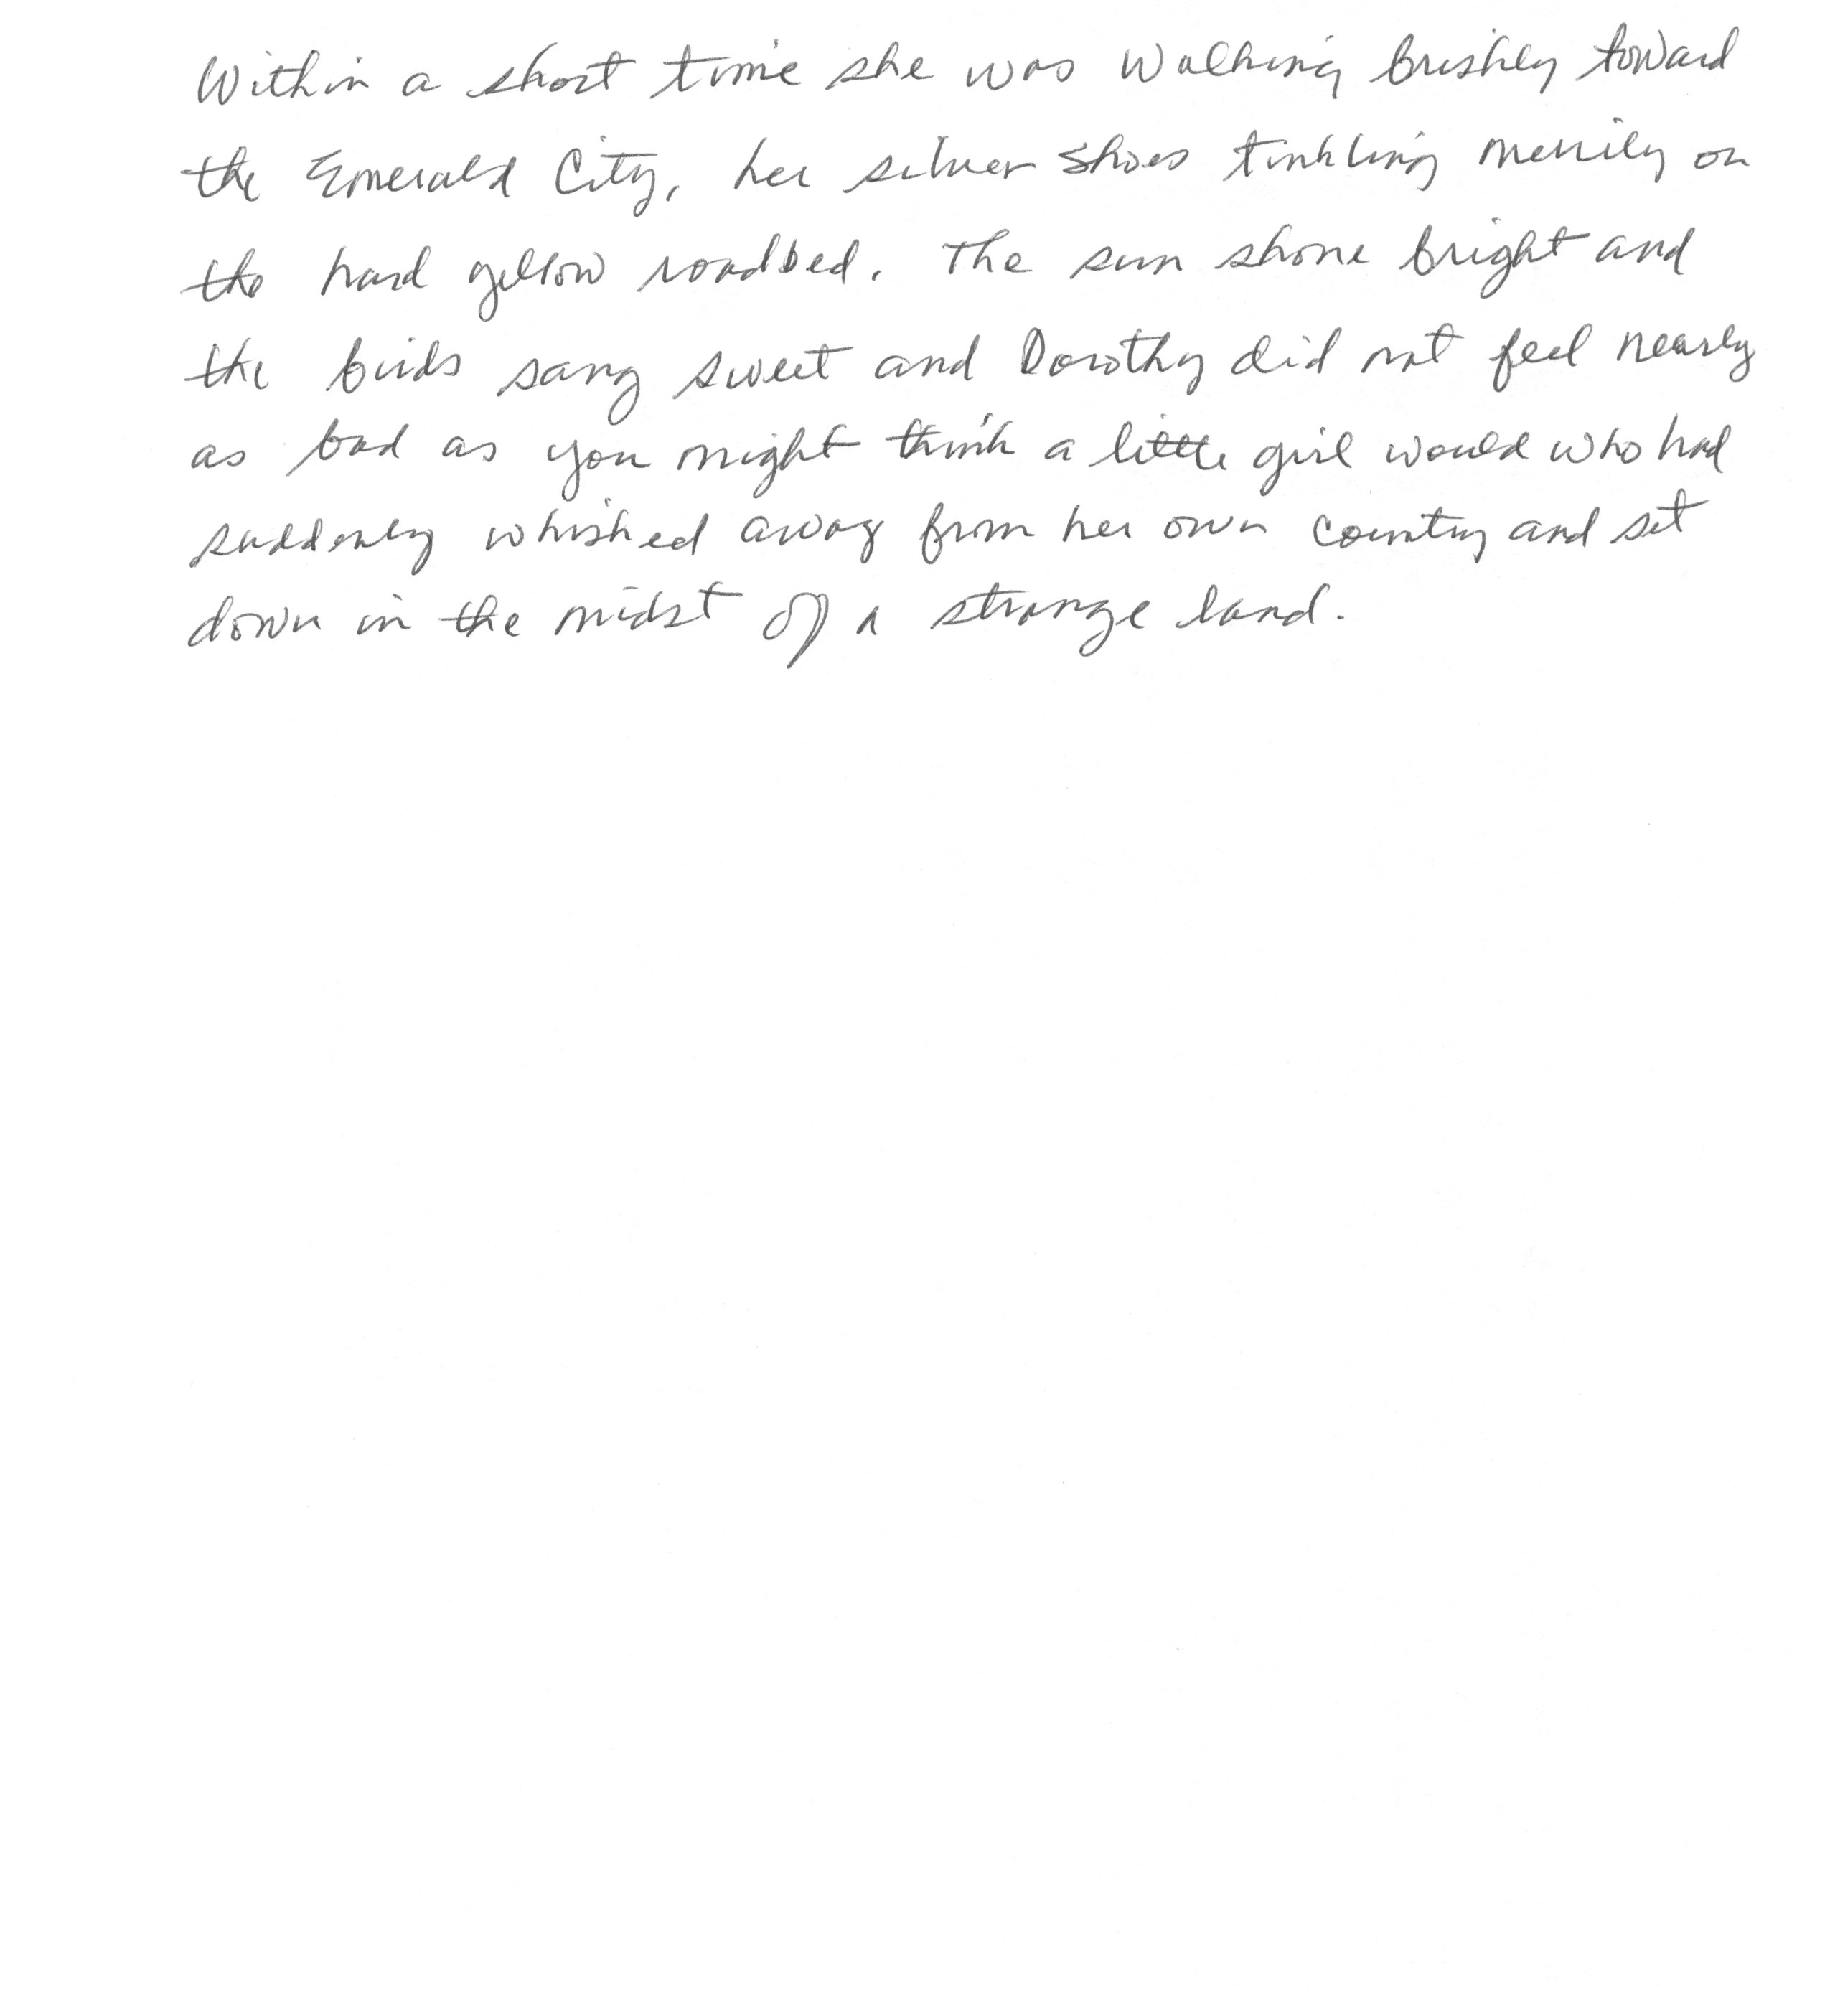 Within a short time she was walking briskly toward
the Emerald City, her silver shoes tinkling merrily on
the hard yellow roadbed. The sun shone bright and
the birds sang sweet and Dorothy did not feel nearly
as bad as you might think a little girl would who had
suddenly whisked away from her own country and set
down in the midst of a strange land.